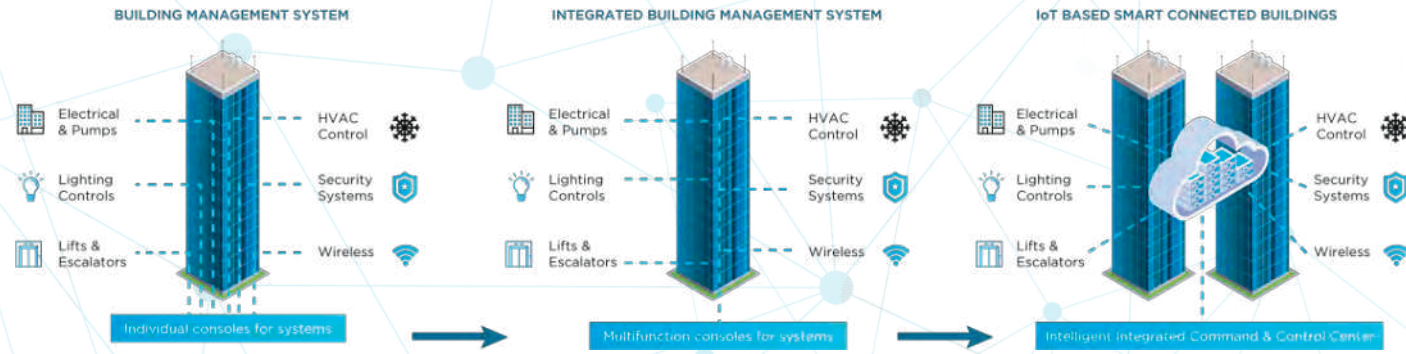 BUILDING MANAGEMENT SYSTEM
Electrical
& Pumps
Lighting
Controls
Lifts &
Escalators
HVAC
Control
Security
Systems
Wireless
Individual consoles for systems
INTEGRATED BUILDING MANAGEMENT SYSTEM
Electrical
& Pumps
Lighting
Controls
Lifts &
Escalators
HVAC
Control
Security
Systems
Wireless
Multifunction consoles for systems
IoT BASED SMART CONNECTED BUILDINGS
Electrical
& Pumps
Lighting
Controls
Lifts &
Escalators
HVAC
Control
Security
Systems
Wireless
Intelligent Integrated Command & Control Center